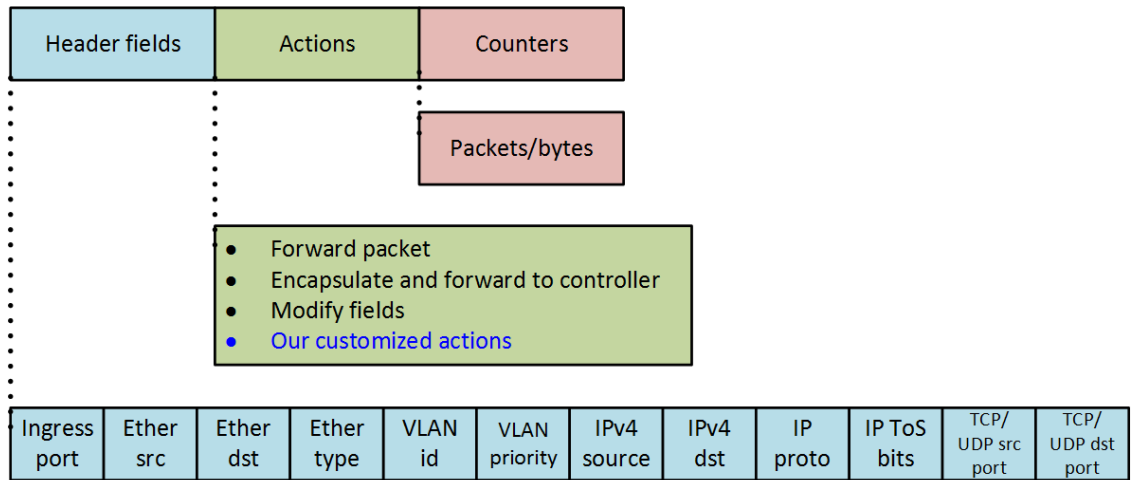 Header fields
Actions
Counters
Packets/bytes
● Forward packet
● Encapsulate and forward to controller
● Modify fields
● Our customized actions
Ingress
port
Ether
src
Ether
dst
Ether
type
VLAN
id
VLAN
priority
IPv4
source
IPv4
dst
IP
proto
IP ToS
bits
TCP/
UDP src
port
TCP/
UDP dst
port